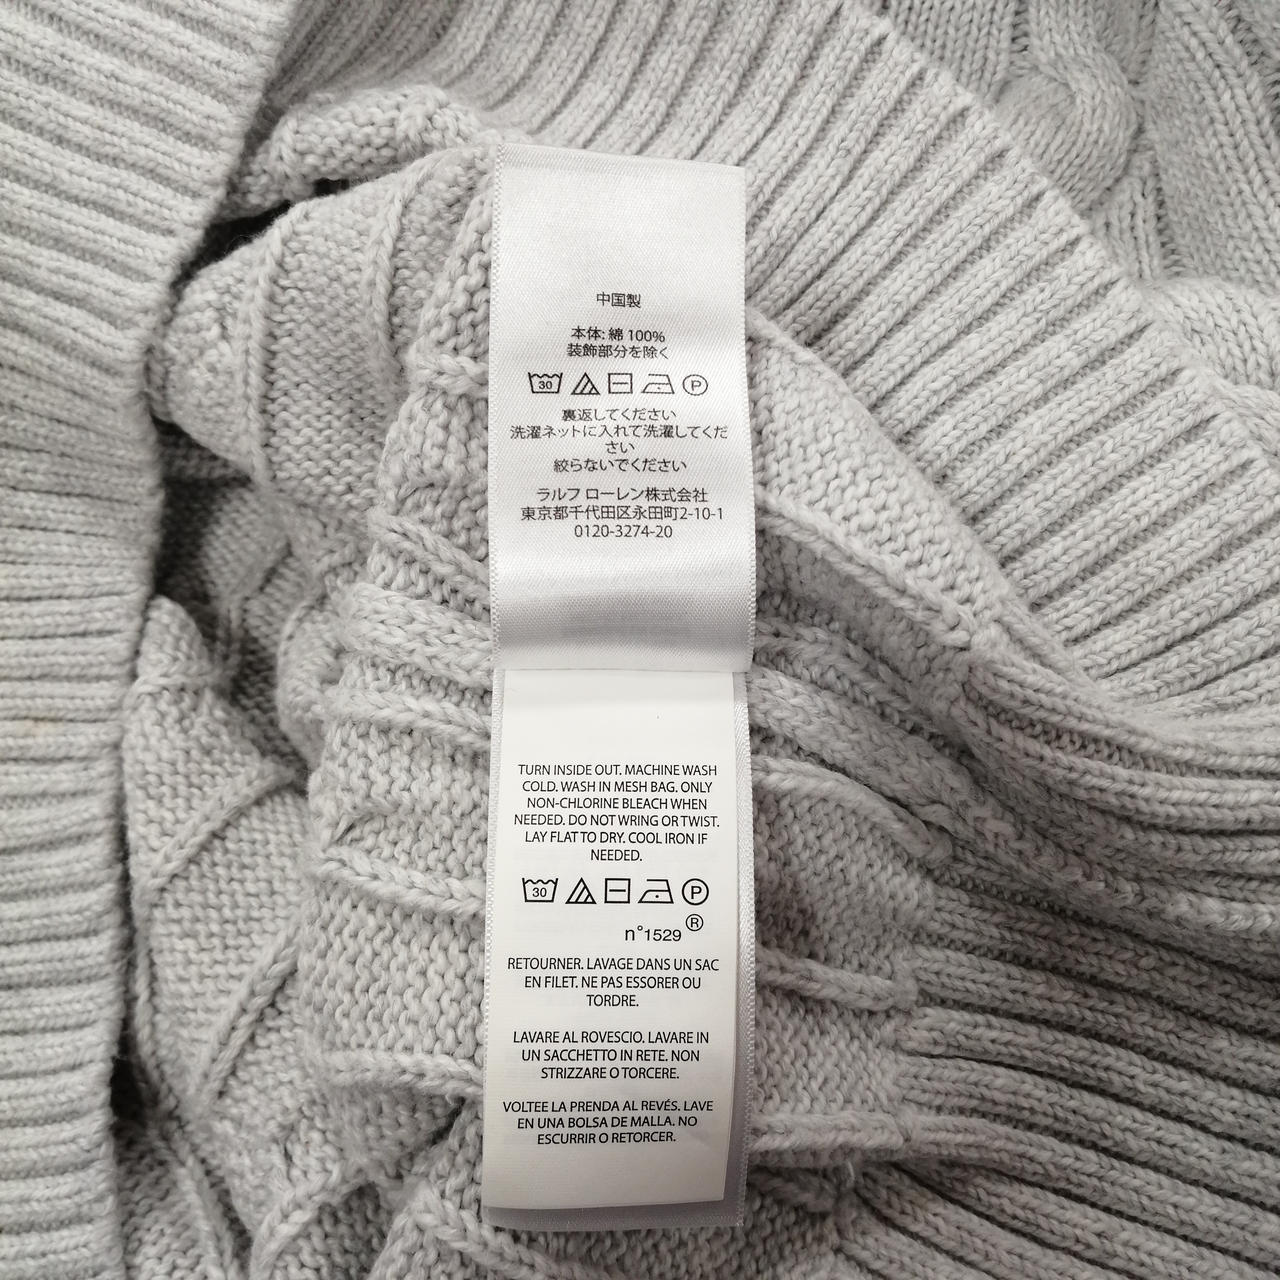 中国製
本体: 綿 100%
装飾部分を除く
30 P
裏返してください
洗濯ネットに入れて洗濯してくだ
さい
絞らないでください
ラルフ ローレン株式会社
東京都千代田区永田町2-10-1
0120-3274-20
TURN INSIDE OUT. MACHINE WASH
COLD. WASH IN MESH BAG. ONLY
NON-CHLORINE BLEACH WHEN
NEEDED. DO NOT WRING OR TWIST.
LAY FLAT TO DRY. COOL IRON IF
NEEDED.
30 P
n°1529 ®
RETOURNER. LAVAGE DANS UN SAC
EN FILET. NE PAS ESSORER OU
TORDRE.
LAVARE AL ROVESCIO. LAVARE IN
UN SACCHETTO IN RETE. NON
STRIZZARE O TORCERE.
VOLTEE LA PRENDA AL REVÉS. LAVE
EN UNA BOLSA DE MALLA. NO
ESCURRIR O RETORCER.